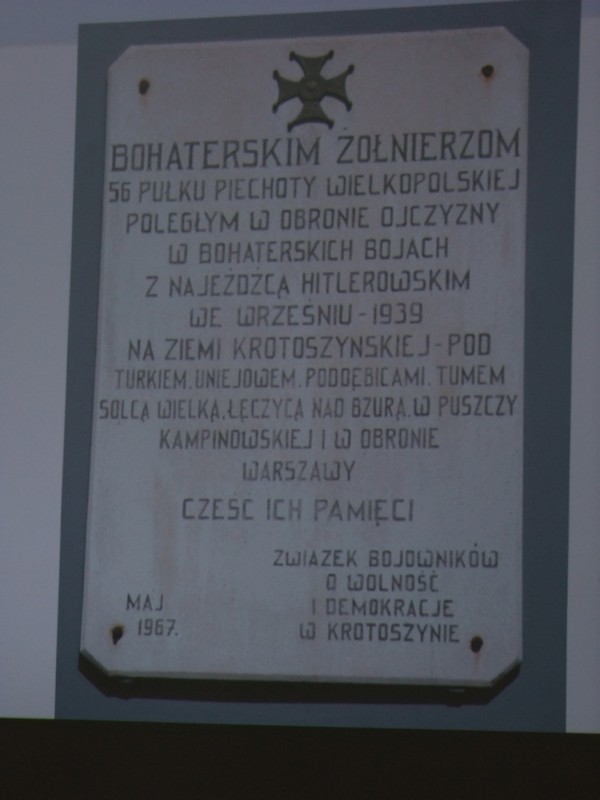 BOHATERSKIM ŻOŁNIERZOM
56 PUŁKU PIECHOTY WIELKOPOLSKIEJ
POLEGŁYM W OBRONIE OJCZYZNY
W BOHATERSKICH BOJACH
Z NAJEŹDŹCĄ HITLEROWSKIM
WE WRZEŚNIU - 1939
NA ZIEMI KROTOSZYNSKIEJ - POD
TURKIEM, UNIEJOWEM, PODDĘBICAMI, TUMEM
SOLCĄ WIELKĄ, ŁĘCZYCĄ NAD BZURĄ, W PUSZCZY
KAMPINOWSKIEJ I W OBRONIE
WARSZAWY
CZEŚĆ ICH PAMIĘCI
ZWIĄZEK BOJOWNIKÓW
O WOLNOŚĆ
I DEMOKRACJE
W KROTOSZYNIE
MAJ
1967.